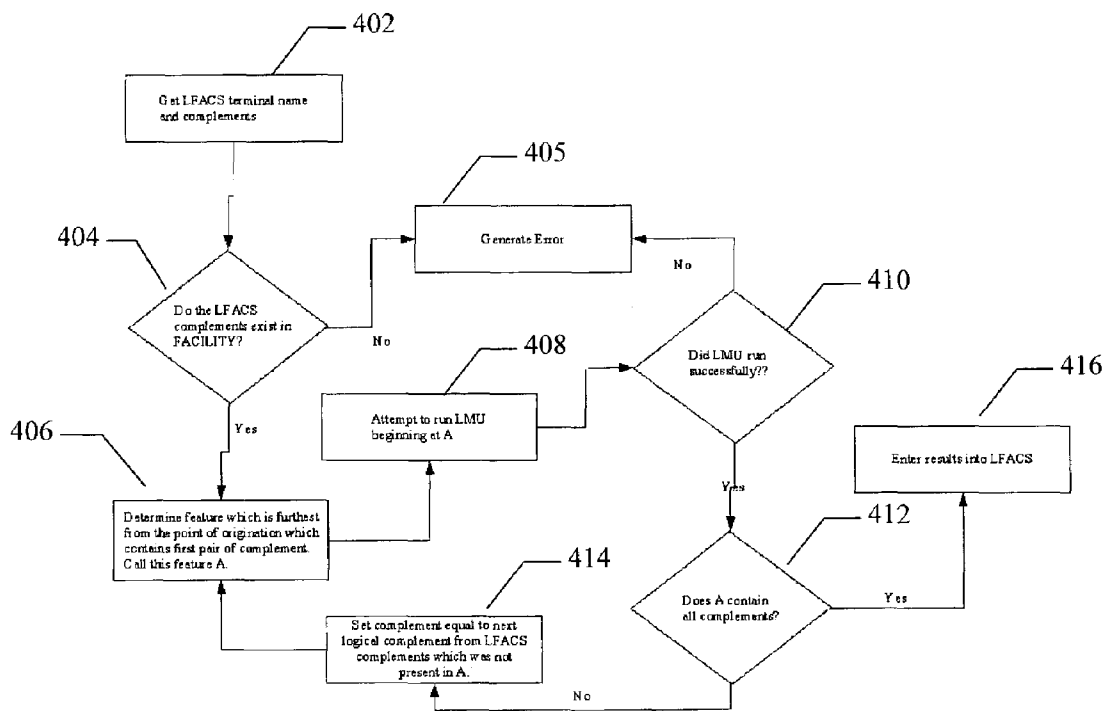 402
Get LFACS terminal name
and complements
405
Generate Error
404
Do the LFACS
complements exist in
FACILITY?
No
No
410
Did LMU run
successfully??
408
Attempt to run LMU
beginning at A
416
Enter results into LFACS
Yes
406
Determine feature which is furthest
from the point of origination which
contains first pair of complement.
Call this feature A.
Yes
412
Does A contain
all complements?
Yes
414
Set complement equal to next
logical complement from LFACS
complements which was not
present in A.
No